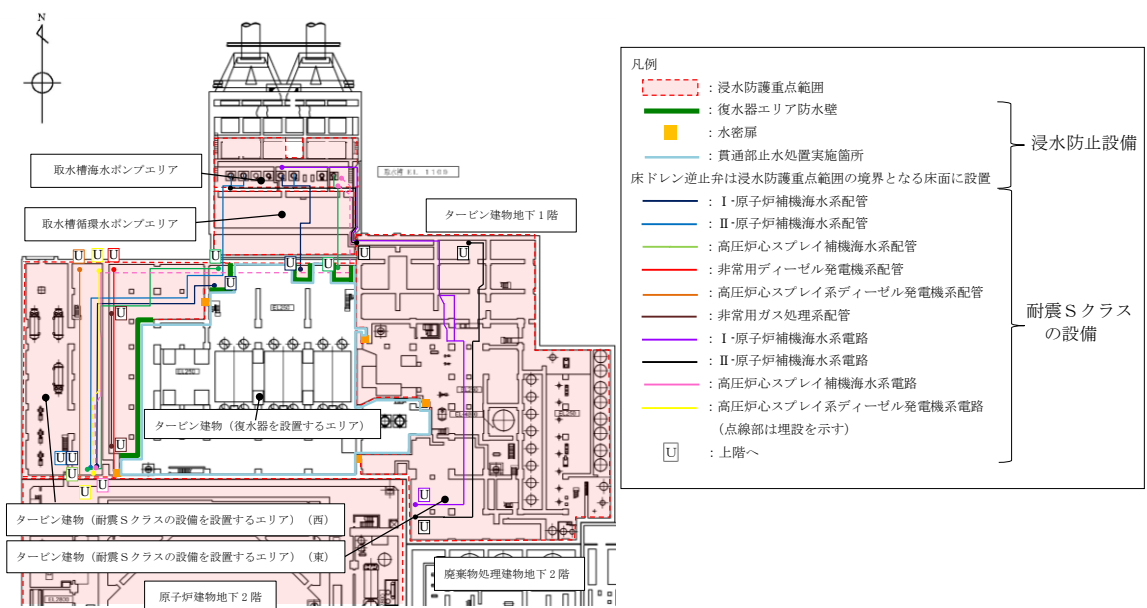 N
取水槽海水ポンプエリア
取水槽 EL 1100
取水槽循環水ポンプエリア
タービン建物地下１階
U U U
U U U U U
U
EL250
EL250
タービン建物（復水器を設置するエリア）
U
U U
U
U U
U
U
タービン建物（耐震Ｓクラスの設備を設置するエリア）（西）
タービン建物（耐震Ｓクラスの設備を設置するエリア）（東）
廃棄物処理建物地下２階
原子炉建物地下２階
凡例
：浸水防護重点範囲
：復水器エリア防水壁
：水密扉
：貫通部止水処置実施箇所
床ドレン逆止弁は浸水防護重点範囲の境界となる床面に設置
浸水防止設備
：Ⅰ-原子炉補機海水系配管
：Ⅱ-原子炉補機海水系配管
：高圧炉心スプレイ補機海水系配管
：非常用ディーゼル発電機系配管
：高圧炉心スプレイ系ディーゼル発電機系配管
：非常用ガス処理系配管
：Ⅰ-原子炉補機海水系電路
：Ⅱ-原子炉補機海水系電路
：高圧炉心スプレイ補機海水系電路
：高圧炉心スプレイ系ディーゼル発電機系電路
（点線部は埋設を示す）
U ：上階へ
耐震Ｓクラス
の設備